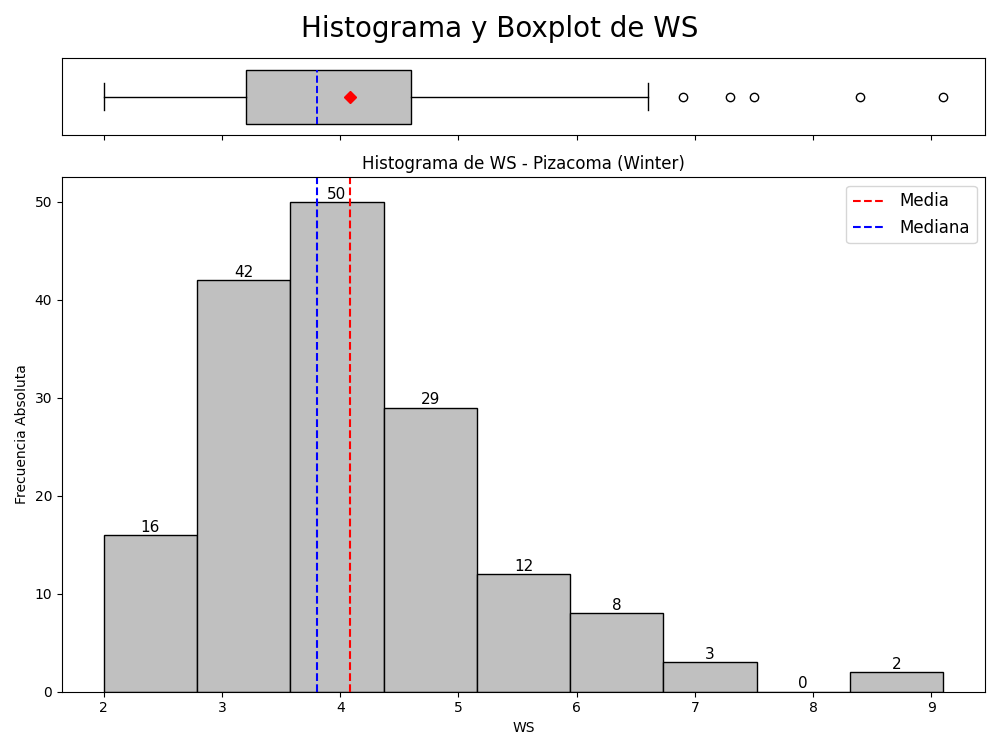 Histograma y Boxplot de WS
Histograma de WS - Pizacoma (Winter)
Media
Mediana
Frecuencia Absoluta
50
40
30
20
10
0
16
42
50
29
12
8
3
0
2
2 3 4 5 6 7 8 9
WS